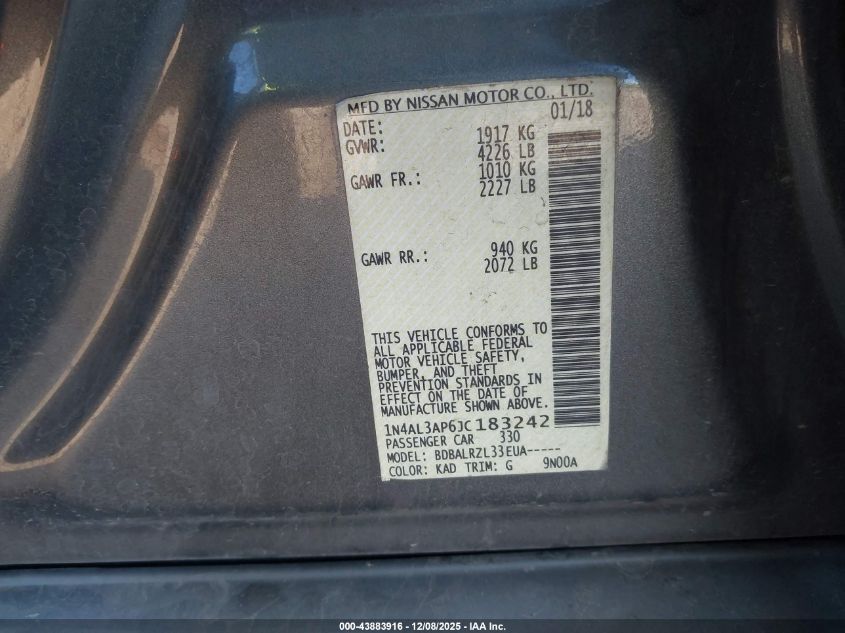 MFD BY NISSAN MOTOR CO., LTD.
DATE: 01/18
GVWR: 1917 KG
4226 LB
GAWR FR.: 1010 KG
2227 LB
GAWR RR.: 940 KG
2072 LB
THIS VEHICLE CONFORMS TO
ALL APPLICABLE FEDERAL
MOTOR VEHICLE SAFETY,
BUMPER, AND THEFT
PREVENTION STANDARDS IN
EFFECT ON THE DATE OF
MANUFACTURE SHOWN ABOVE.
1N4AL3AP6JC183242
PASSENGER CAR 330
MODEL: BDBALRZL33EUA-----
COLOR: KAD TRIM: G 9N00A
000-43883916 - 12/08/2025 - IAA Inc.